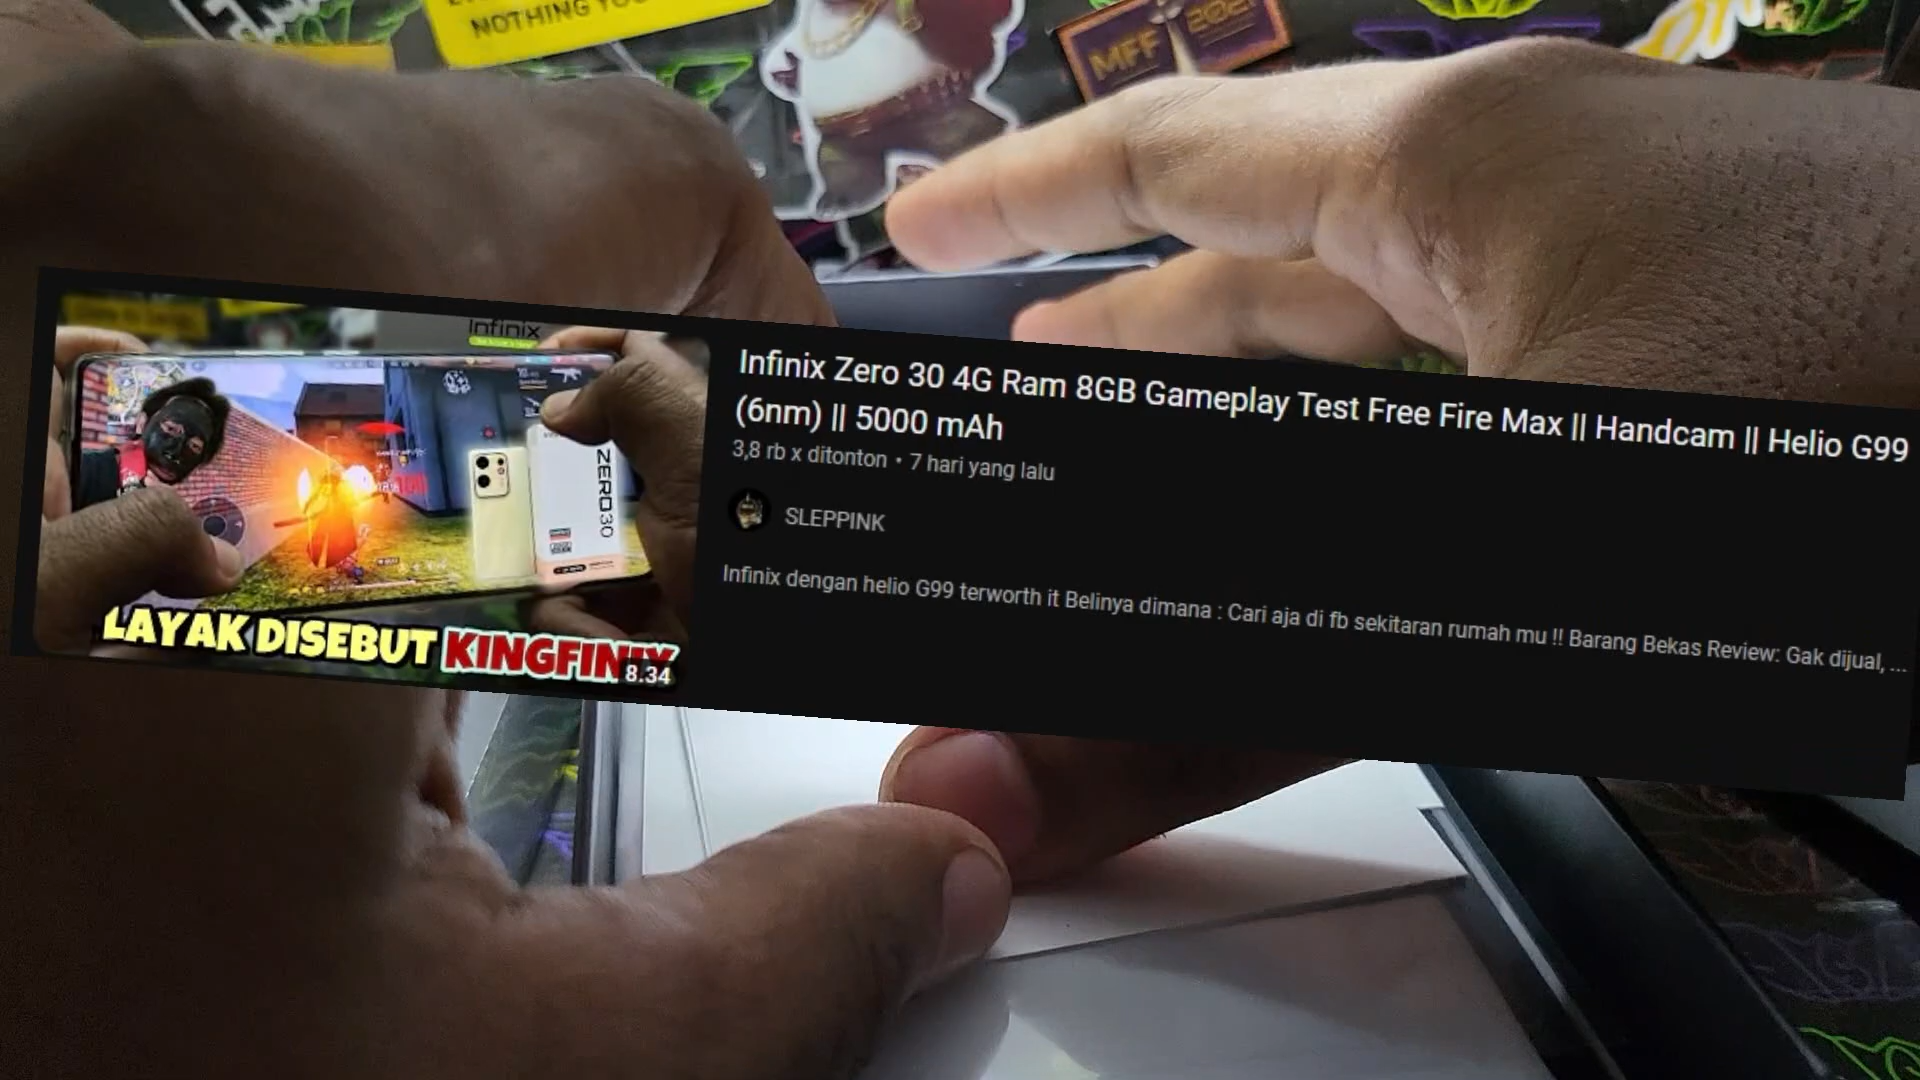 NOTHING YOU
MFF
2021
Infinix
ZERO30
LAYAK DISEBUT KINGFINIX
8.34
Infinix Zero 30 4G Ram 8GB Gameplay Test Free Fire Max || Handcam || Helio G99
(6nm) || 5000 mAh
3,8 rb x ditonton • 7 hari yang lalu
SLEPPINK
Infinix dengan helio G99 terworth it Belinya dimana : Cari aja di fb sekitaran rumah mu !! Barang Bekas Review: Gak dijual, ...